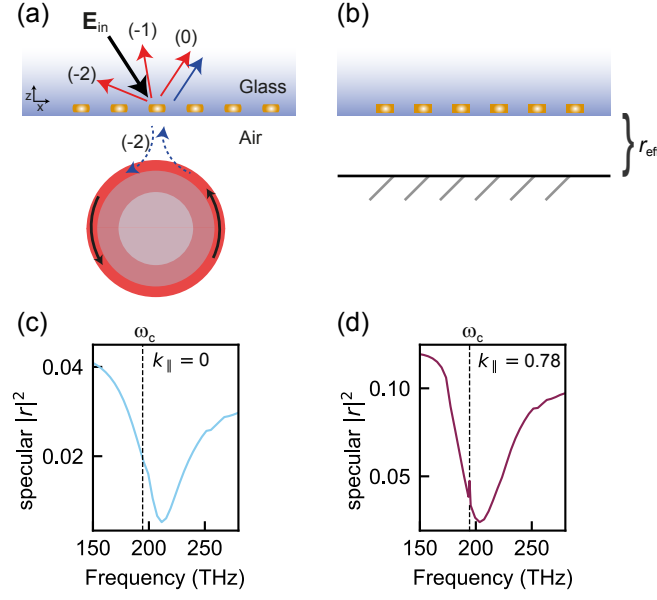 (a)
E_in
(-2)
(-1)
(0)
Glass
z
x
Air
(-2)
(b)
r_eff
(c)
ω_c
k_∥ = 0
0.04
0.02
specular |r|²
150 200 250
Frequency (THz)
(d)
ω_c
k_∥ = 0.78
0.10
0.05
specular |r|²
150 200 250
Frequency (THz)